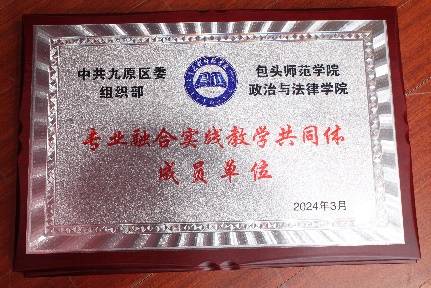 中共九原区委
组织部
包头师范学院
政治与法律学院
专业融合实践教学共同体
成员单位
2024年3月